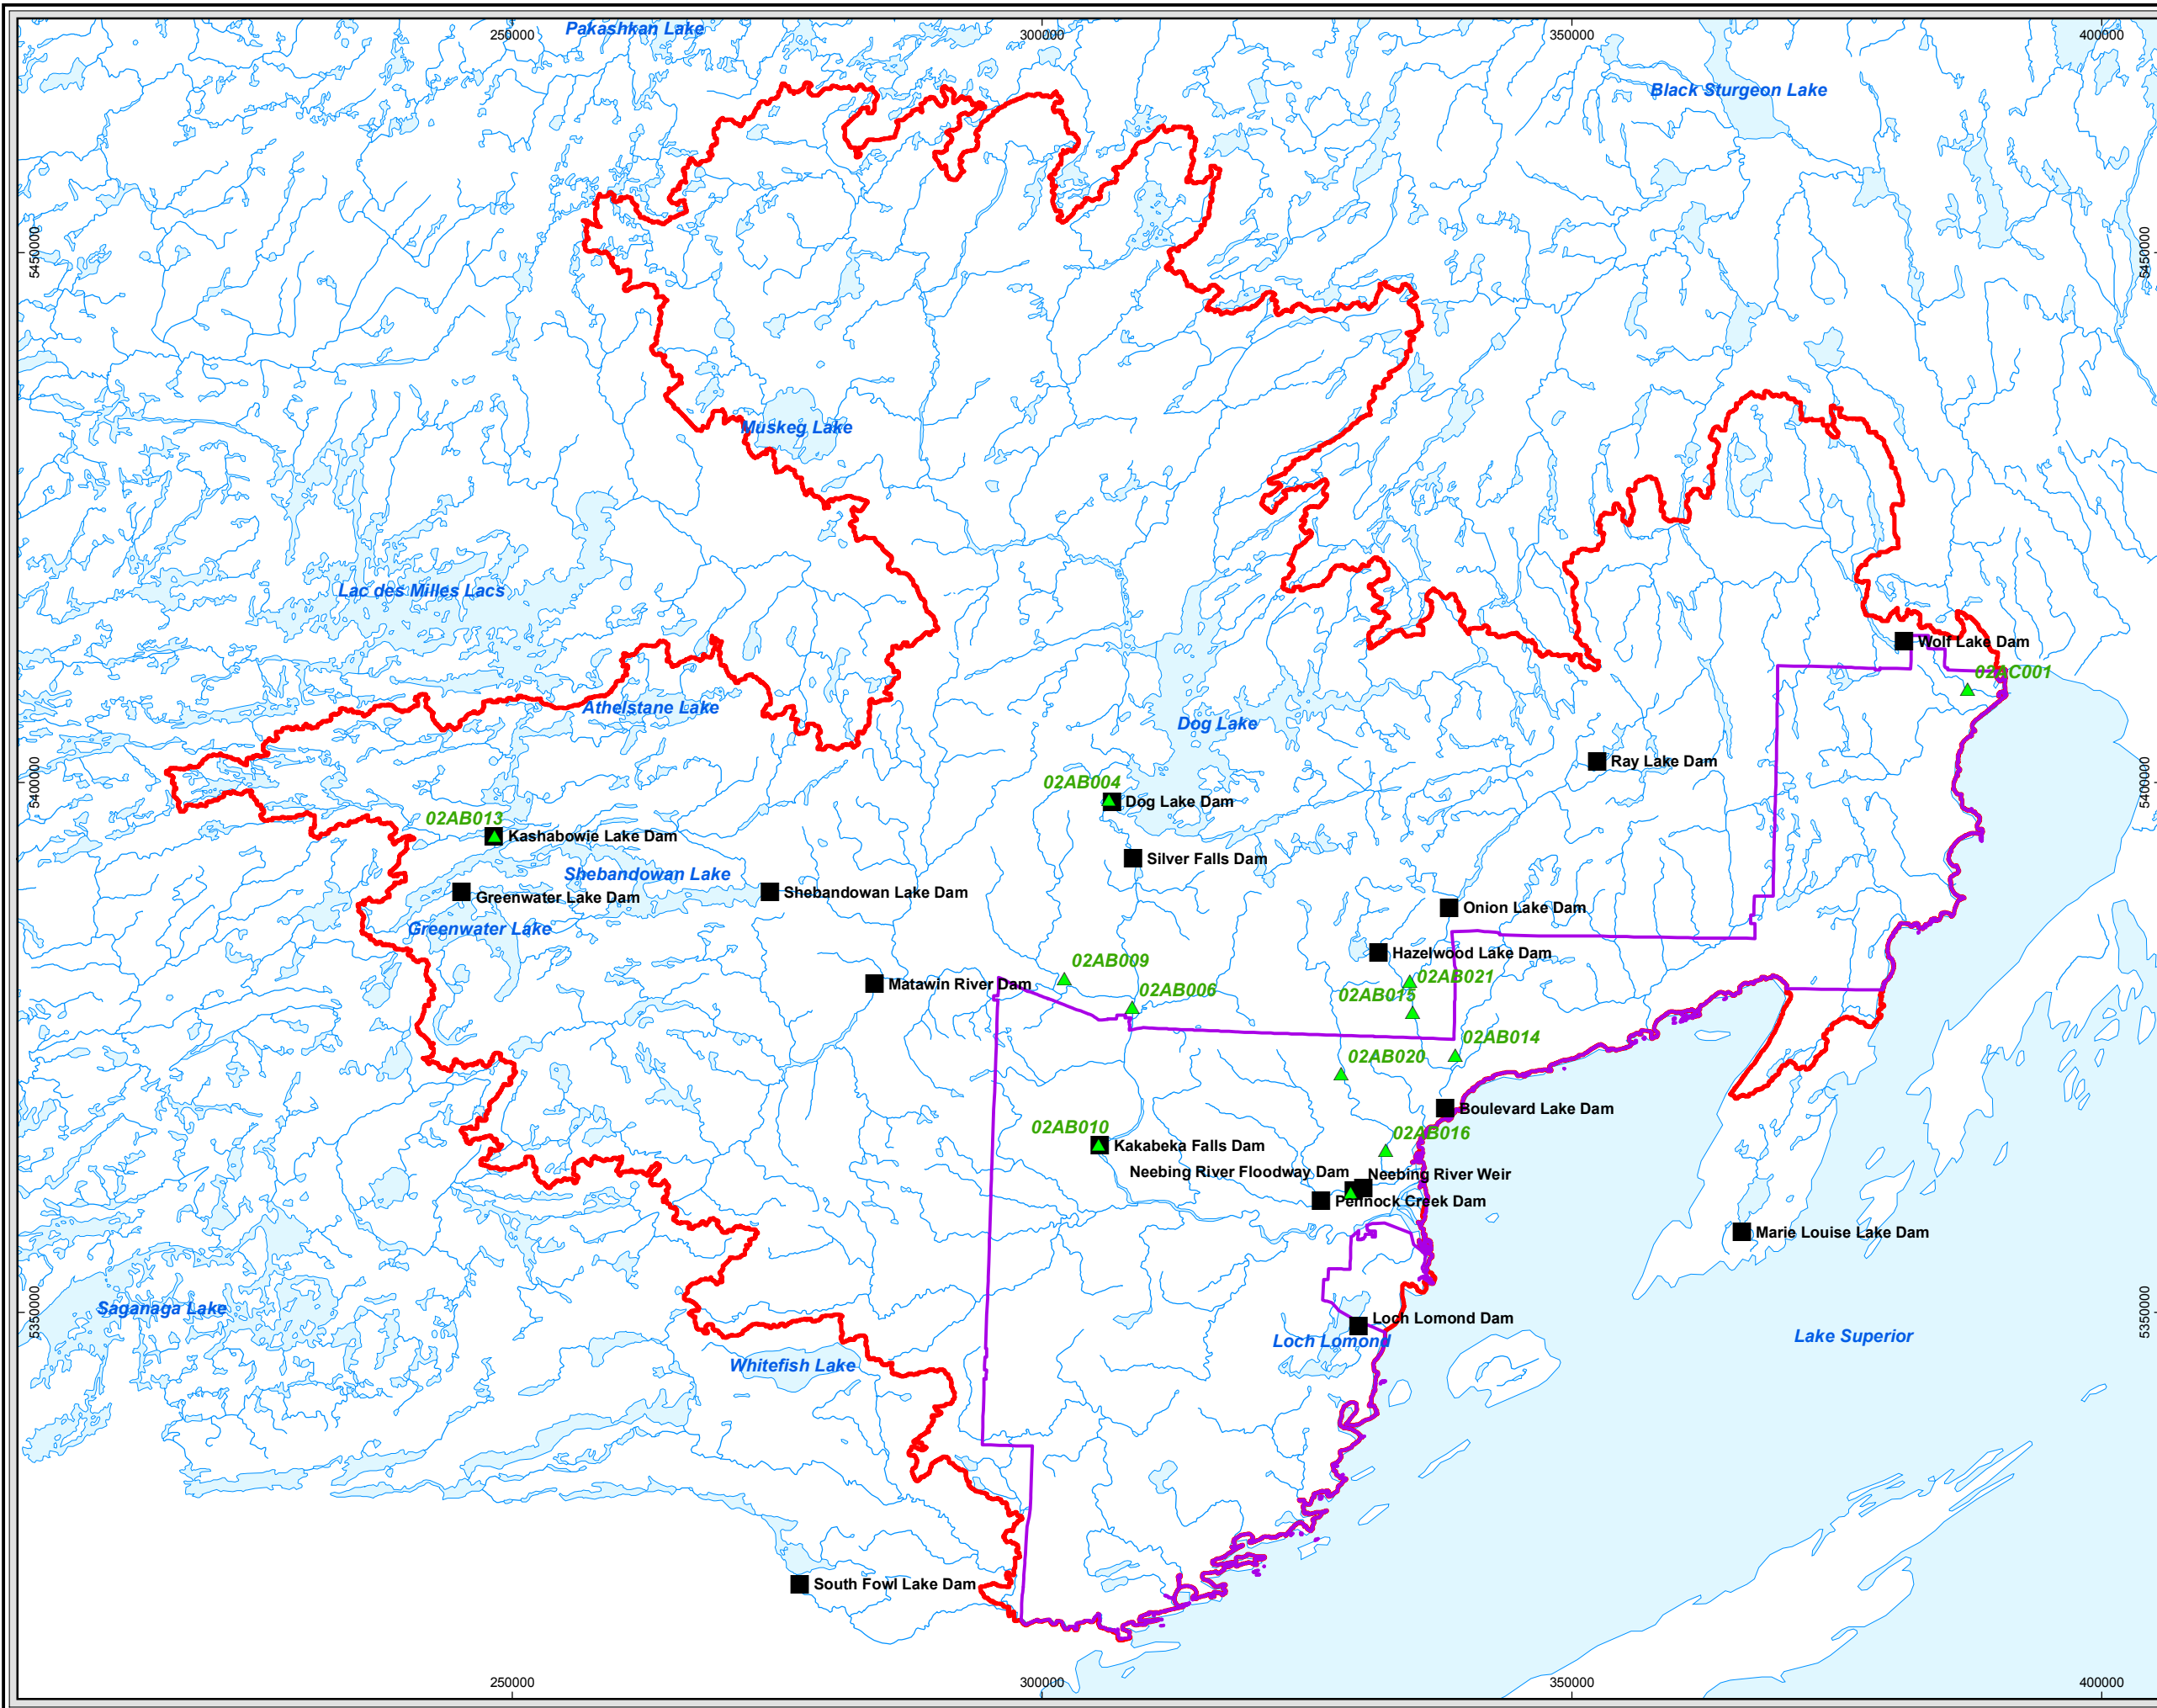 Pakashkan Lake
250000
300000
350000
400000
Black Sturgeon Lake
5450000
5450000
Muskeg Lake
Lac des Milles Lacs
Wolf Lake Dam
02AC001
Athelstane Lake
Dog Lake
Ray Lake Dam
5400000
5400000
02AB004
Dog Lake Dam
02AB013
Kashabowie Lake Dam
Silver Falls Dam
Shebandowan Lake
Shebandowan Lake Dam
Greenwater Lake Dam
Onion Lake Dam
Greenwater Lake
Hazelwood Lake Dam
02AB009
02AB021
Matawin River Dam
02AB006
02AB015
02AB014
02AB020
Boulevard Lake Dam
02AB010
02AB016
Kakabeka Falls Dam
Neebing River Floodway Dam
Neebing River Weir
Pennock Creek Dam
Marie Louise Lake Dam
Saganaga Lake
5350000
5350000
Loch Lomond Dam
Lake Superior
Loch Lomond
Whitefish Lake
South Fowl Lake Dam
250000
300000
350000
400000